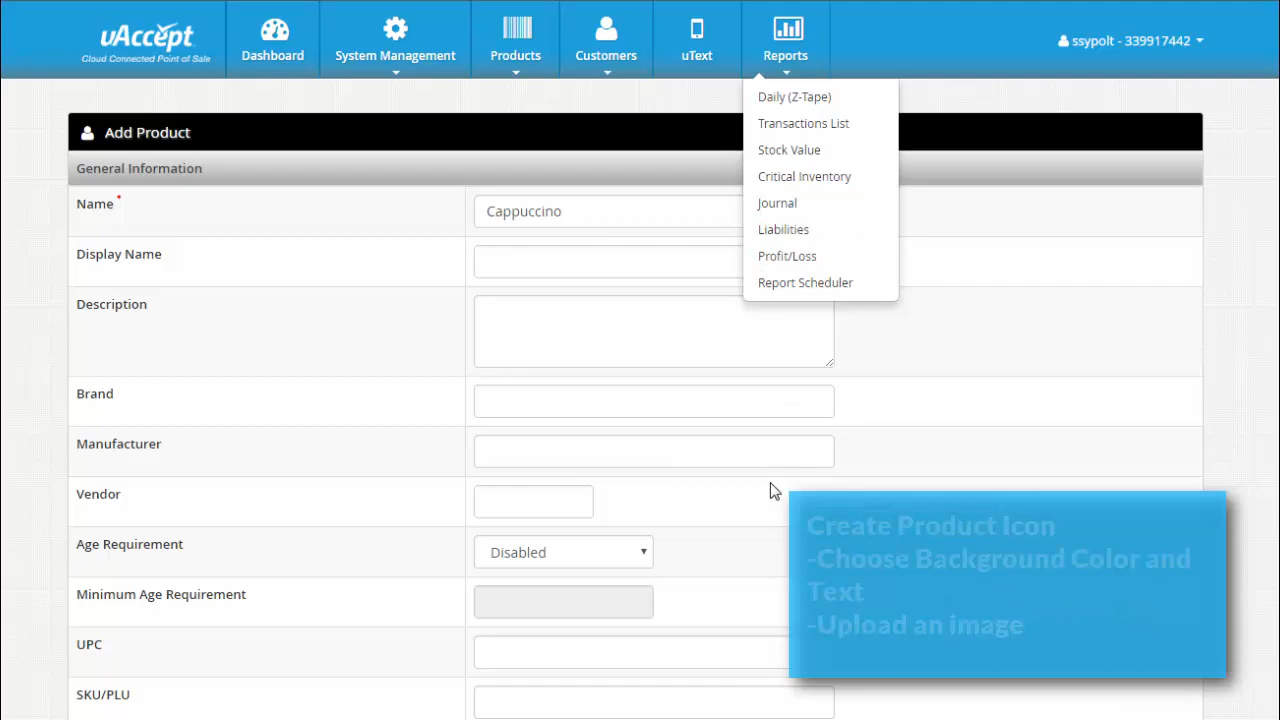 uAccept
Cloud Connected Point of Sale
Dashboard
System Management
Products
Customers
uText
Reports
ssypolt - 339917442
Daily (Z-Tape)
Transactions List
Stock Value
Critical Inventory
Journal
Liabilities
Profit/Loss
Report Scheduler
Add Product
General Information
Name *
Cappuccino
Display Name
Description
Brand
Manufacturer
Vendor
Age Requirement
Disabled
Minimum Age Requirement
UPC
SKU/PLU
Create Product Icon
-Choose Background Color and
Text
-Upload an image